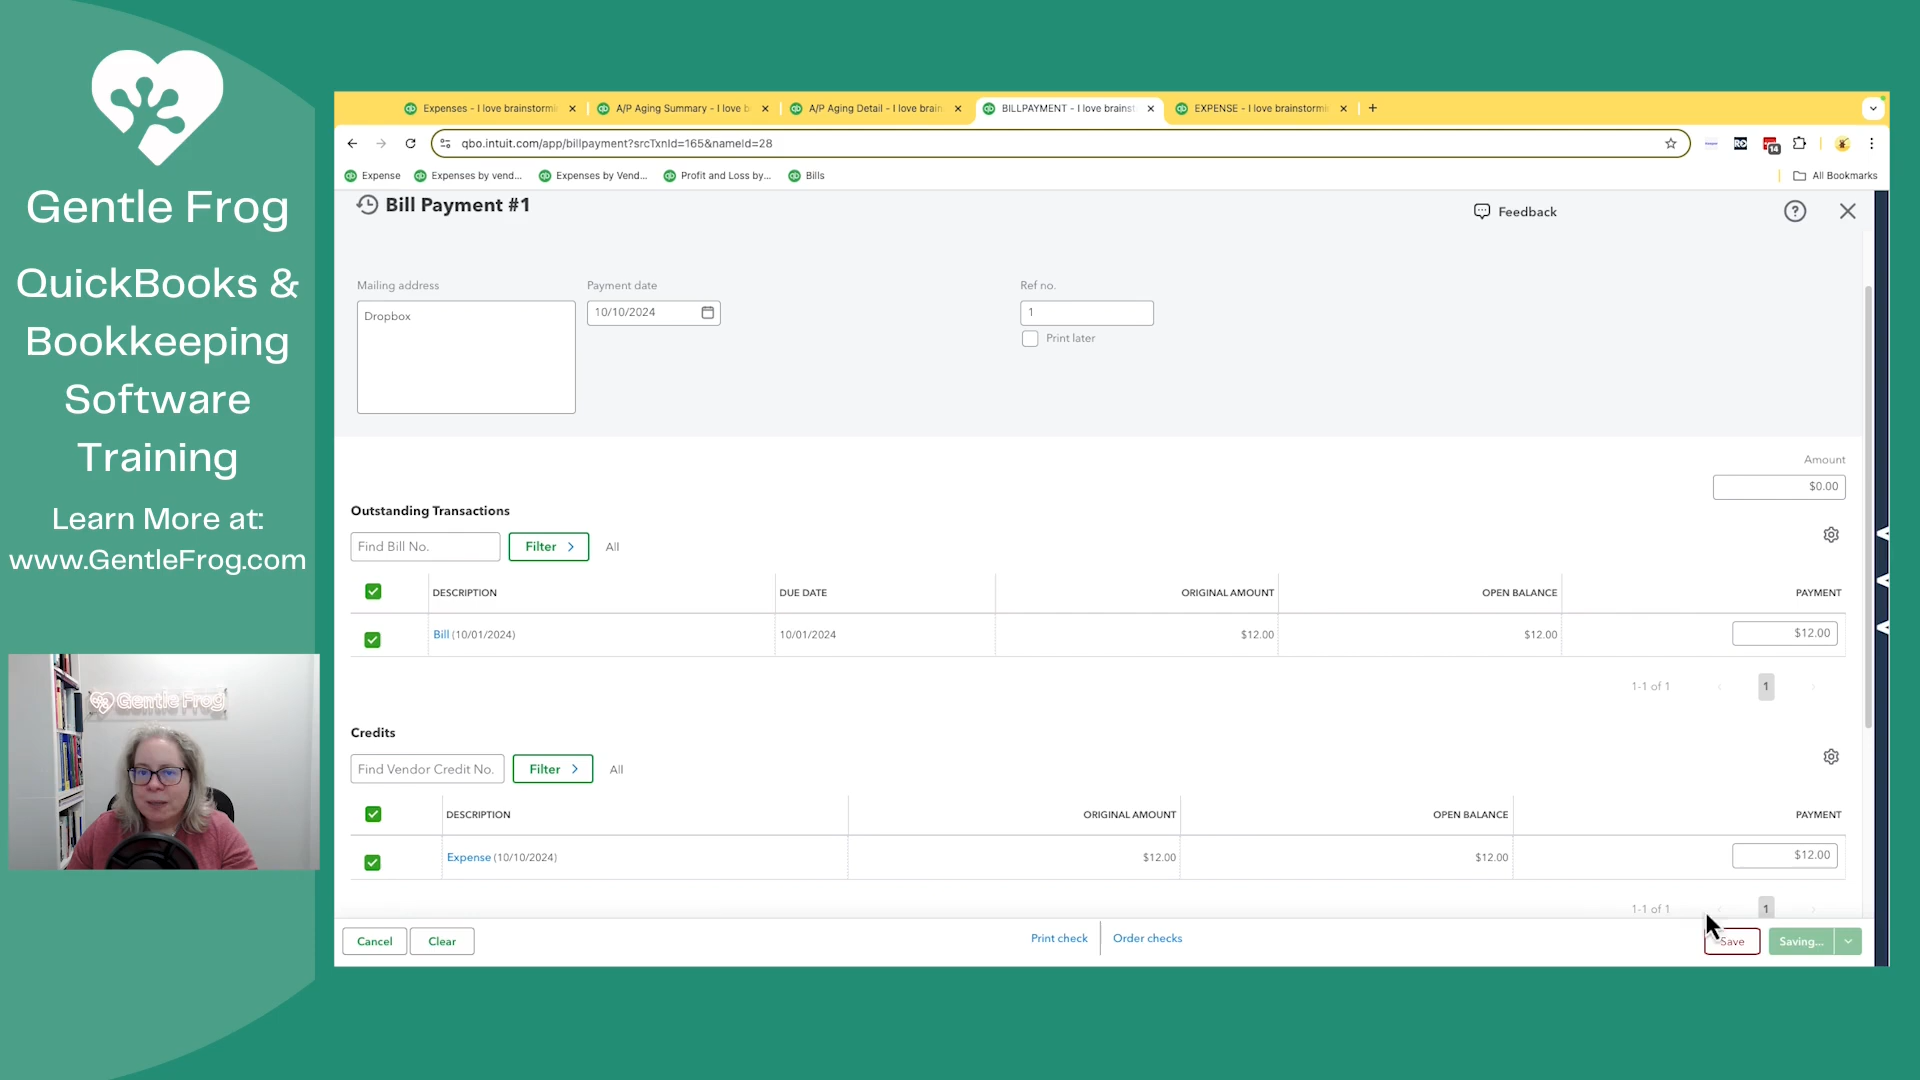 Gentle Frog
QuickBooks &
Bookkeeping
Software
Training
Learn More at:
www.GentleFrog.com
Gentle Frog
Expenses - I love brainstormi
A/P Aging Summary - I love b
A/P Aging Detail - I love brain
BILLPAYMENT - I love brainst
EXPENSE - I love brainstormi
qbo.intuit.com/app/billpayment?srcTxnId=165&nameId=28
14
Expense
Expenses by vend...
Expenses by Vend...
Profit and Loss by...
Bills
All Bookmarks
Bill Payment #1
Feedback
Mailing address
Payment date
Ref no.
Dropbox
10/10/2024
1
Print later
Amount
$0.00
Outstanding Transactions
Find Bill No.
Filter
All
DESCRIPTION
DUE DATE
ORIGINAL AMOUNT
OPEN BALANCE
PAYMENT
Bill (10/01/2024)
10/01/2024
$12.00
$12.00
$12.00
1-1 of 1
1
Credits
Find Vendor Credit No.
Filter
All
DESCRIPTION
ORIGINAL AMOUNT
OPEN BALANCE
PAYMENT
Expense (10/10/2024)
$12.00
$12.00
$12.00
1-1 of 1
1
Cancel
Clear
Print check
Order checks
Save
Saving...